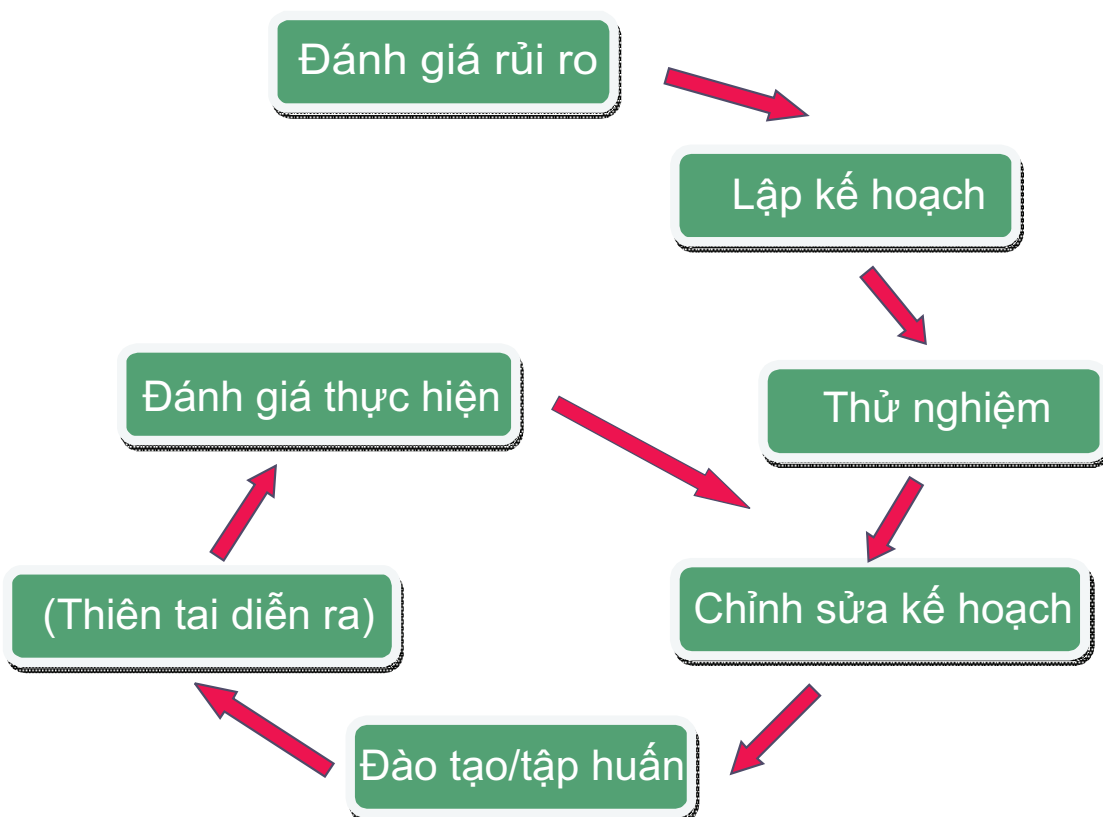 Đánh giá rủi ro
Lập kế hoạch
Thử nghiệm
Chỉnh sửa kế hoạch
Đào tạo/tập huấn
(Thiên tai diễn ra)
Đánh giá thực hiện